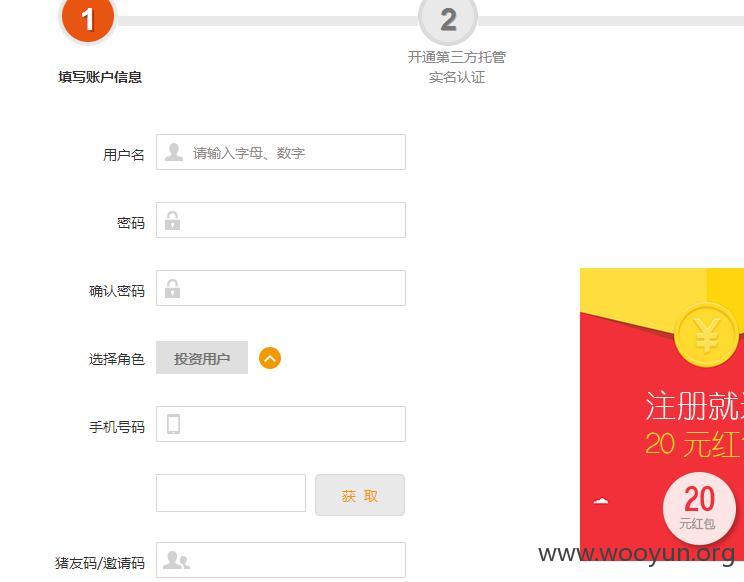 1
2
开通第三方托管
实名认证
填写账户信息
用户名
请输入字母、数字
密码
确认密码
选择角色
投资用户
手机号码
获 取
猪友码/邀请码
¥
注册就
20 元红
20
元红包
www.wooyun.org